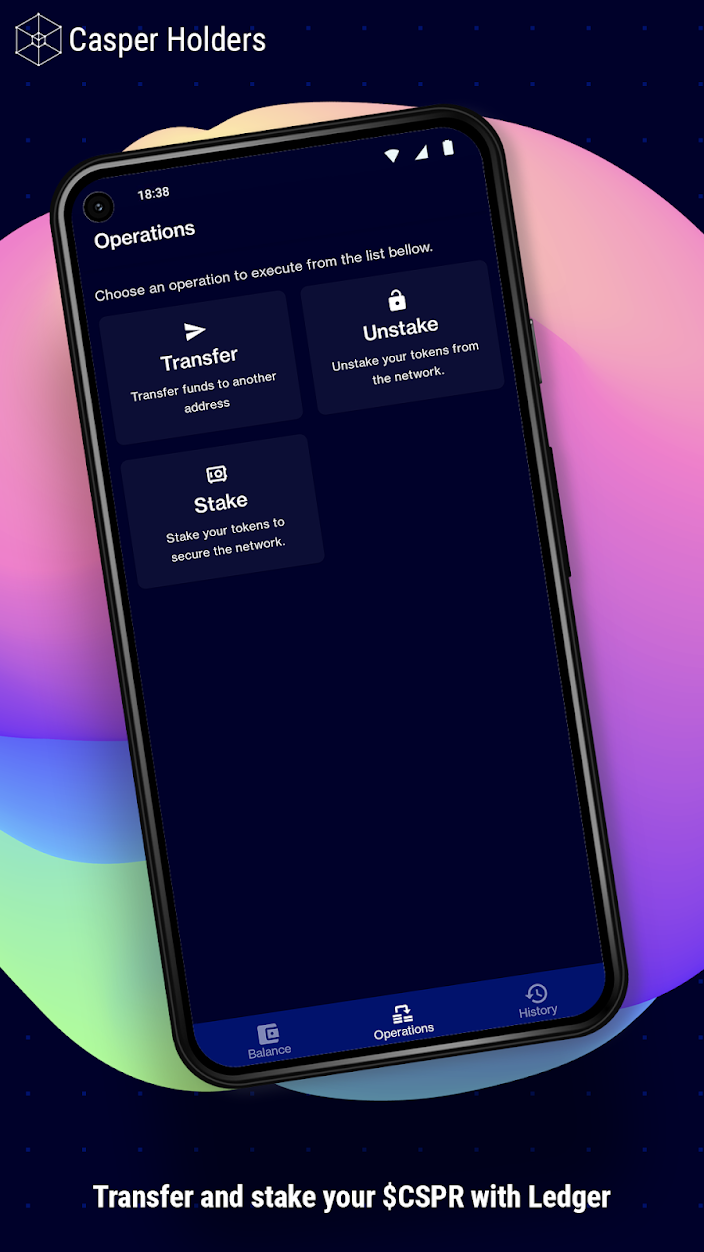 Casper Holders
18:38
Operations
Choose an operation to execute from the list bellow.
Transfer
Transfer funds to another
address
Unstake
Unstake your tokens from
the network.
Stake
Stake your tokens to
secure the network.
Balance
Operations
History
Transfer and stake your $CSPR with Ledger